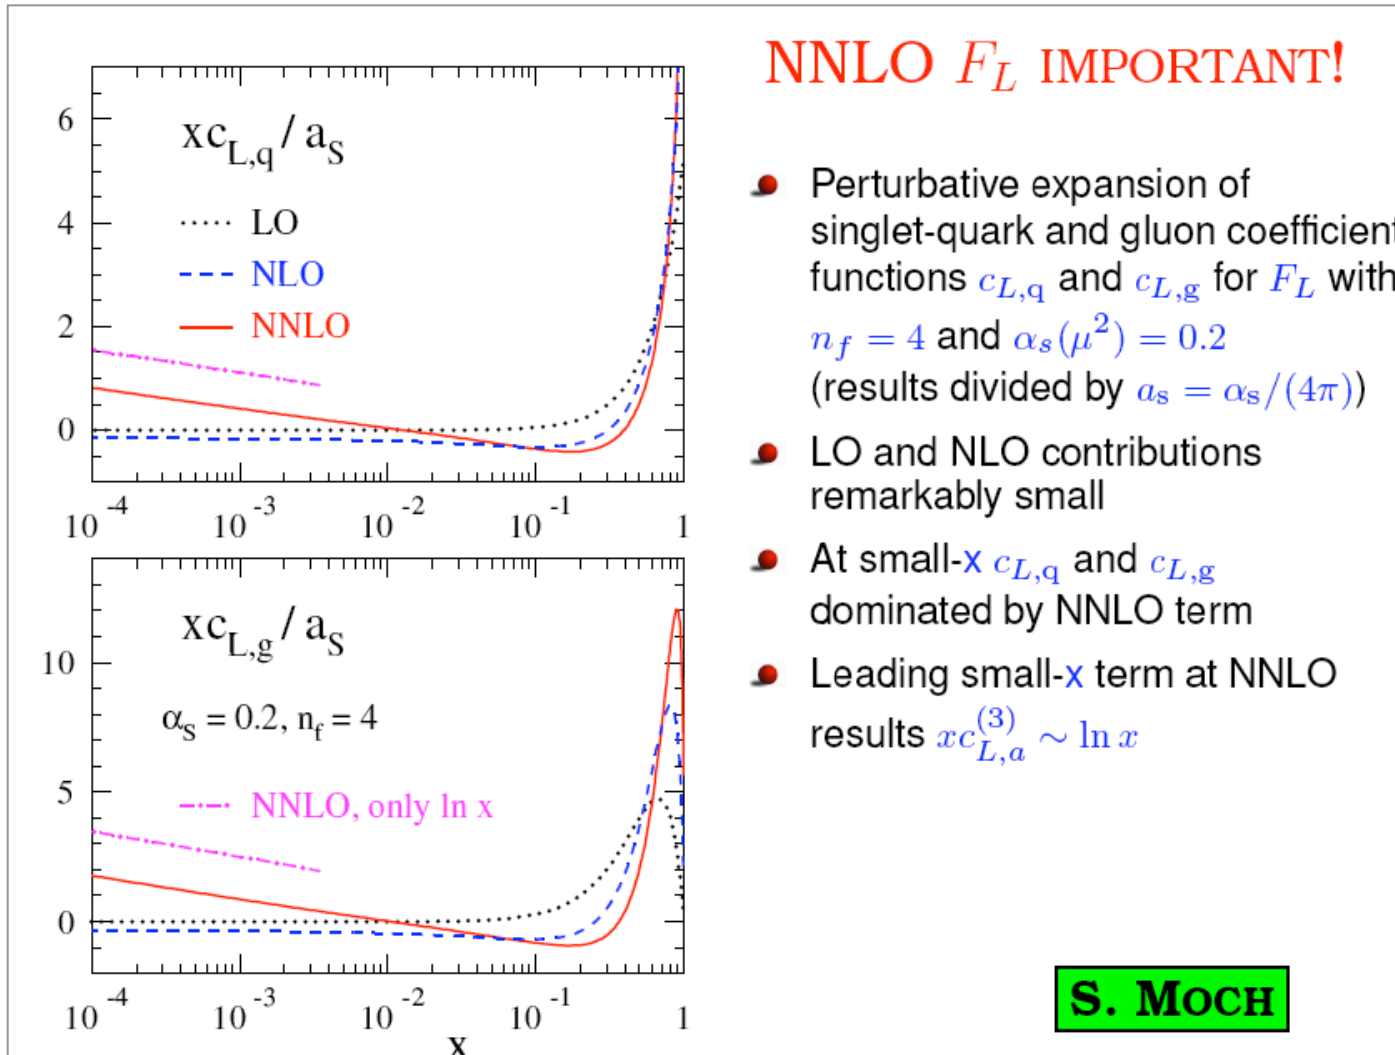 NNLO F_L IMPORTANT!
6
4
2
0
xc_{L,q} / a_S
LO
NLO
NNLO
10^{-4} 10^{-3} 10^{-2} 10^{-1} 1
10
5
0
xc_{L,g} / a_S
α_S = 0.2, n_f = 4
NNLO, only ln x
10^{-4} 10^{-3} 10^{-2} 10^{-1} 1
x
Perturbative expansion of
singlet-quark and gluon coefficient
functions c_{L,q} and c_{L,g} for F_L with
n_f = 4 and α_s(μ^2) = 0.2
(results divided by a_s = α_s/(4π))
LO and NLO contributions
remarkably small
At small-x c_{L,q} and c_{L,g}
dominated by NNLO term
Leading small-x term at NNLO
results xc_{L,a}^{(3)} ∼ ln x
S. MOCH